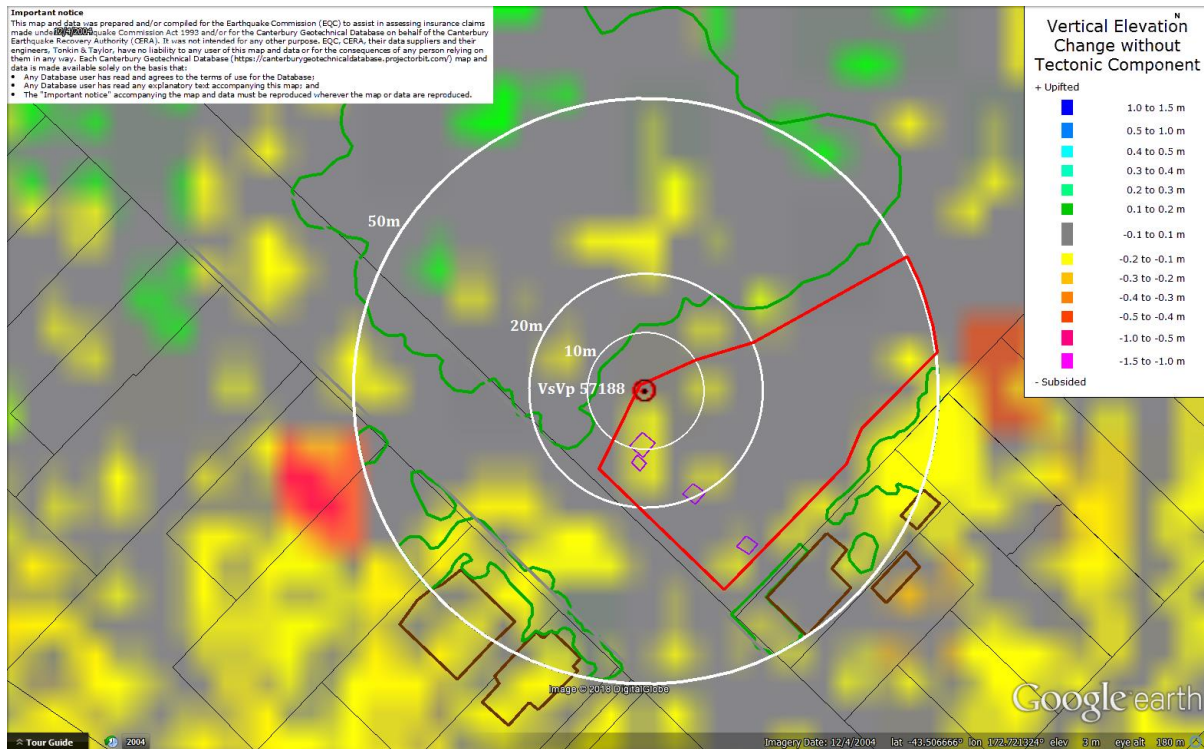 Important notice
This map and data was prepared and/or compiled for the Earthquake Commission (EQC) to assist in assessing insurance claims
made under Earthquake Commission Act 1993 and/or for the Canterbury Geotechnical Database on behalf of the Canterbury
Earthquake Recovery Authority (CERA). It was not intended for any other purpose. EQC, CERA, their data suppliers and their
engineers, Tonkin & Taylor, have no liability to any user of this map and data or for the consequences of any person relying on
them in any way. Each Canterbury Geotechnical Database (https://canterburygeotechnicaldatabase.projectorbit.com/) map and
data is made available solely on the basis that:
• Any Database user has read and agrees to the terms of use for the Database;
• Any Database user has read any explanatory text accompanying this map; and
• The "Important notice" accompanying the map and data must be reproduced wherever the map or data are reproduced.
N
Vertical Elevation
Change without
Tectonic Component
+ Uplifted
1.0 to 1.5 m
0.5 to 1.0 m
0.4 to 0.5 m
0.3 to 0.4 m
0.2 to 0.3 m
0.1 to 0.2 m
-0.1 to 0.1 m
-0.2 to -0.1 m
-0.3 to -0.2 m
-0.4 to -0.3 m
-0.5 to -0.4 m
-1.0 to -0.5 m
-1.5 to -1.0 m
- Subsided
50m
20m
10m
VsVp 57188
Image © 2018 DigitalGlobe
Google earth
Tour Guide
2004
Imagery Date: 12/4/2004 lat -43.506666° lon 172.721324° elev 3 m eye alt 180 m